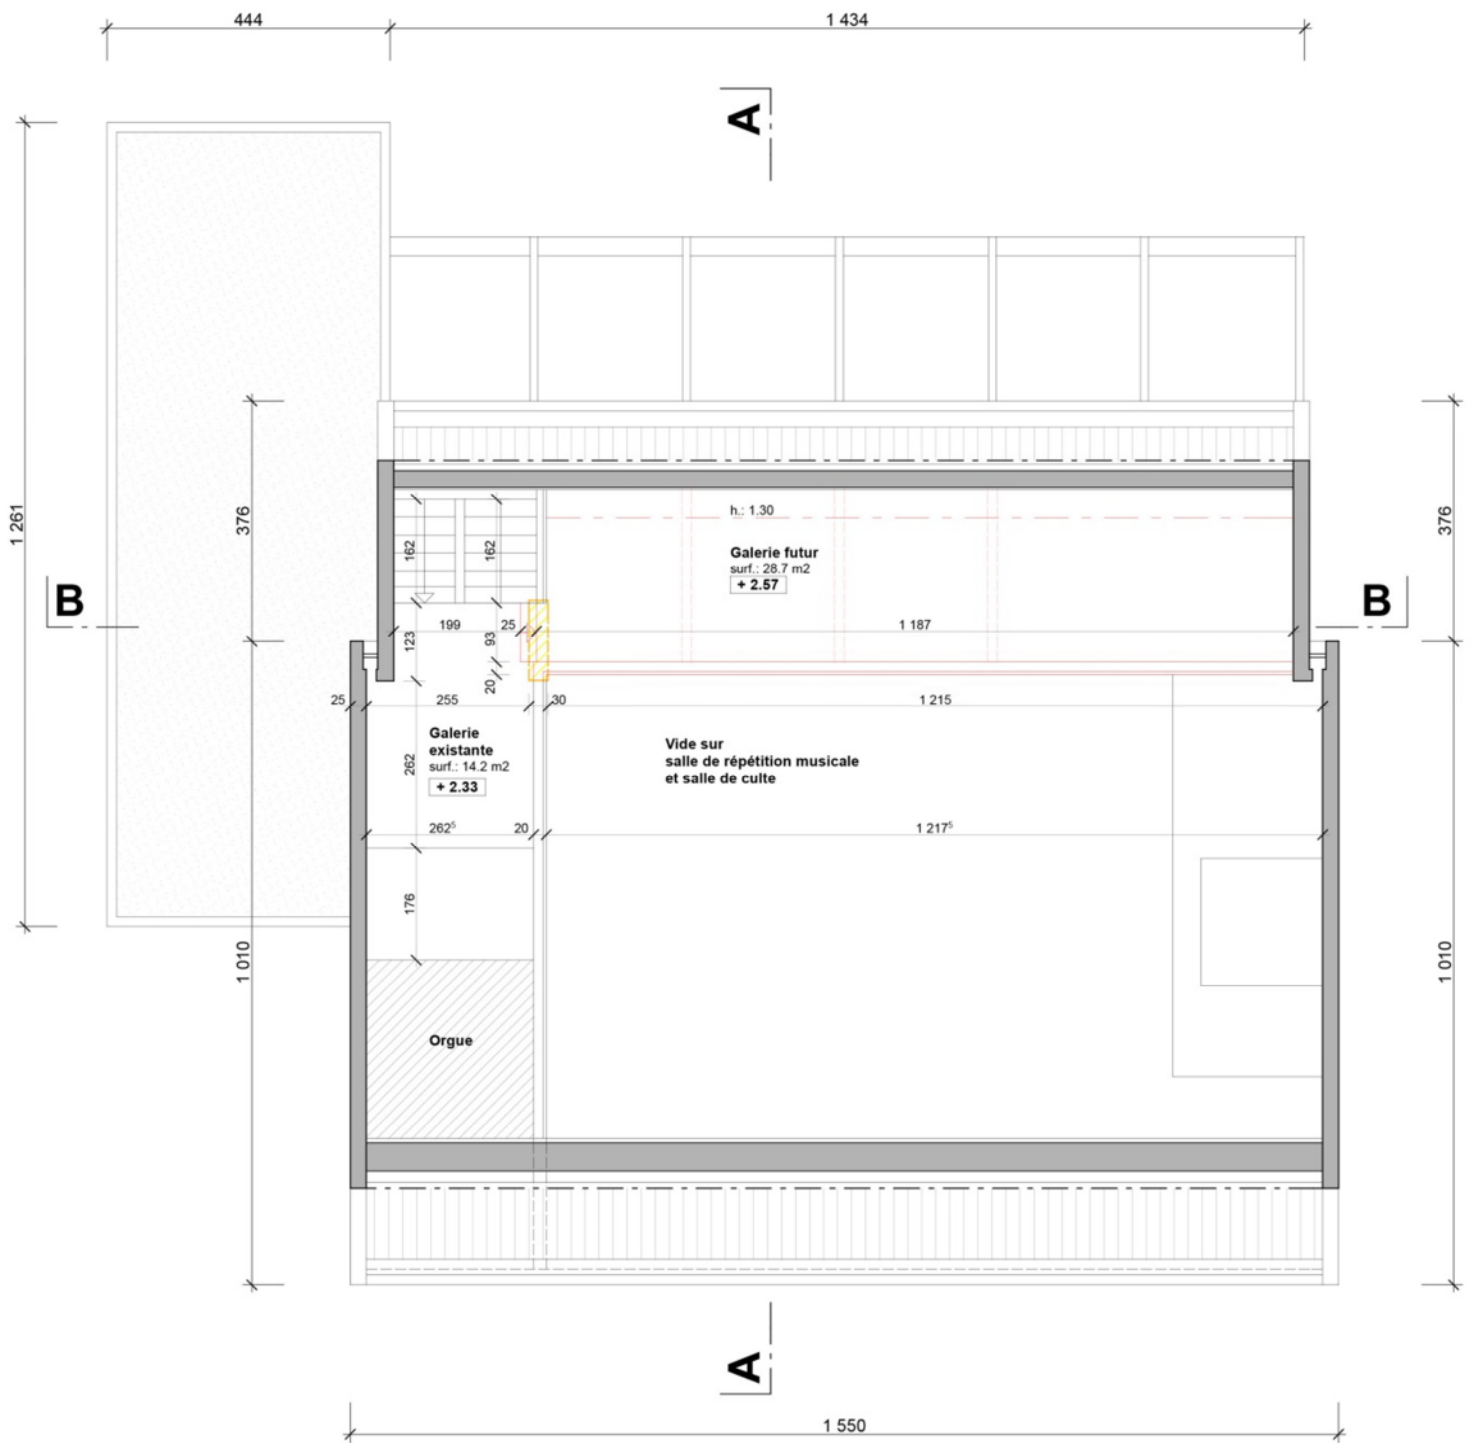 444
1 434
A
1 261
376
376
h.: 1.30
162
162
Galerie futur
surf.: 28.7 m2
+ 2.57
B
B
199
25
1 187
123
93
20
25
255
30
1 215
Galerie
existante
surf.: 14.2 m2
+ 2.33
262
Vide sur
salle de répétition musicale
et salle de culte
262⁵
20
1 217⁵
176
1 010
1 010
Orgue
A
1 550